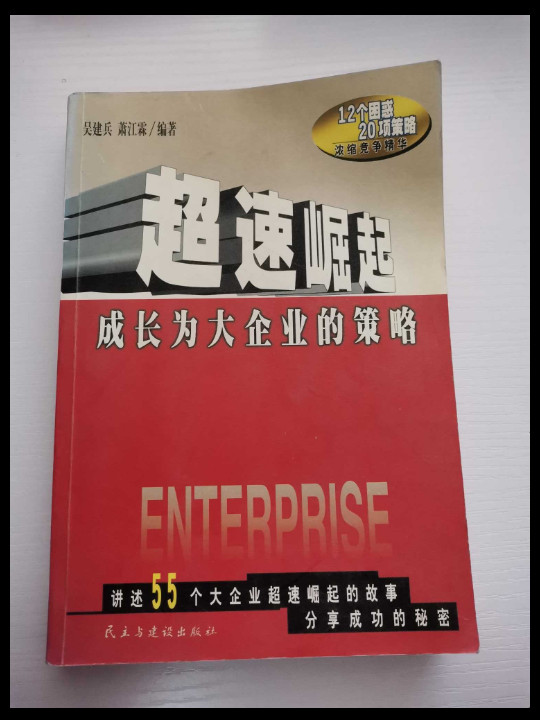 吴建兵 萧江霖/编著
12个困惑
20项策略
浓缩竞争精华
超速崛起
成长为大企业的策略
ENTERPRISE
讲述55个大企业超速崛起的故事
分享成功的秘密
民主与建设出版社